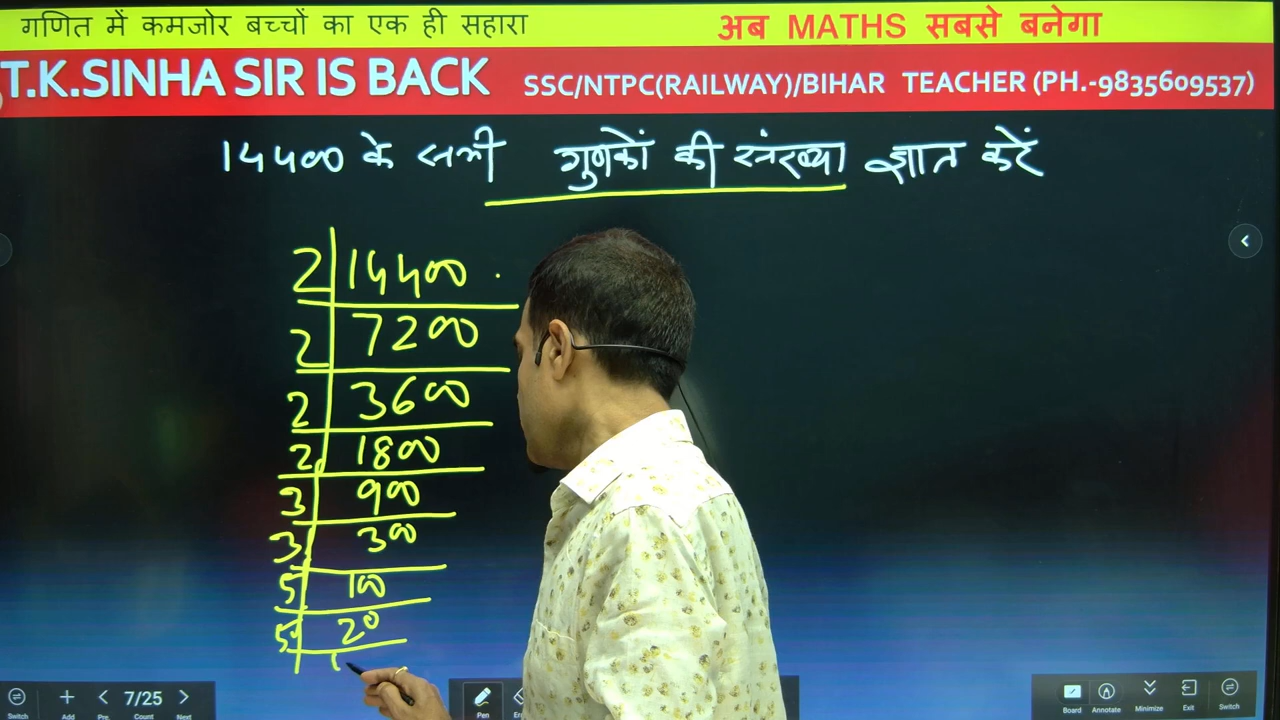 गणित में कमजोर बच्चों का एक ही सहारा अब MATHS सबसे बनेगा
T.K.SINHA SIR IS BACK SSC/NTPC(RAILWAY)/BIHAR TEACHER (PH.-9835609537)
14400 के सभी गुणकों की संख्या ज्ञात करें
2 14400
2 7200
2 3600
2 1800
3 900
3 300
5 100
5 20
Switch Add Pre. 7/25 Count Next Pen Board Annotate Minimize Exit Switch